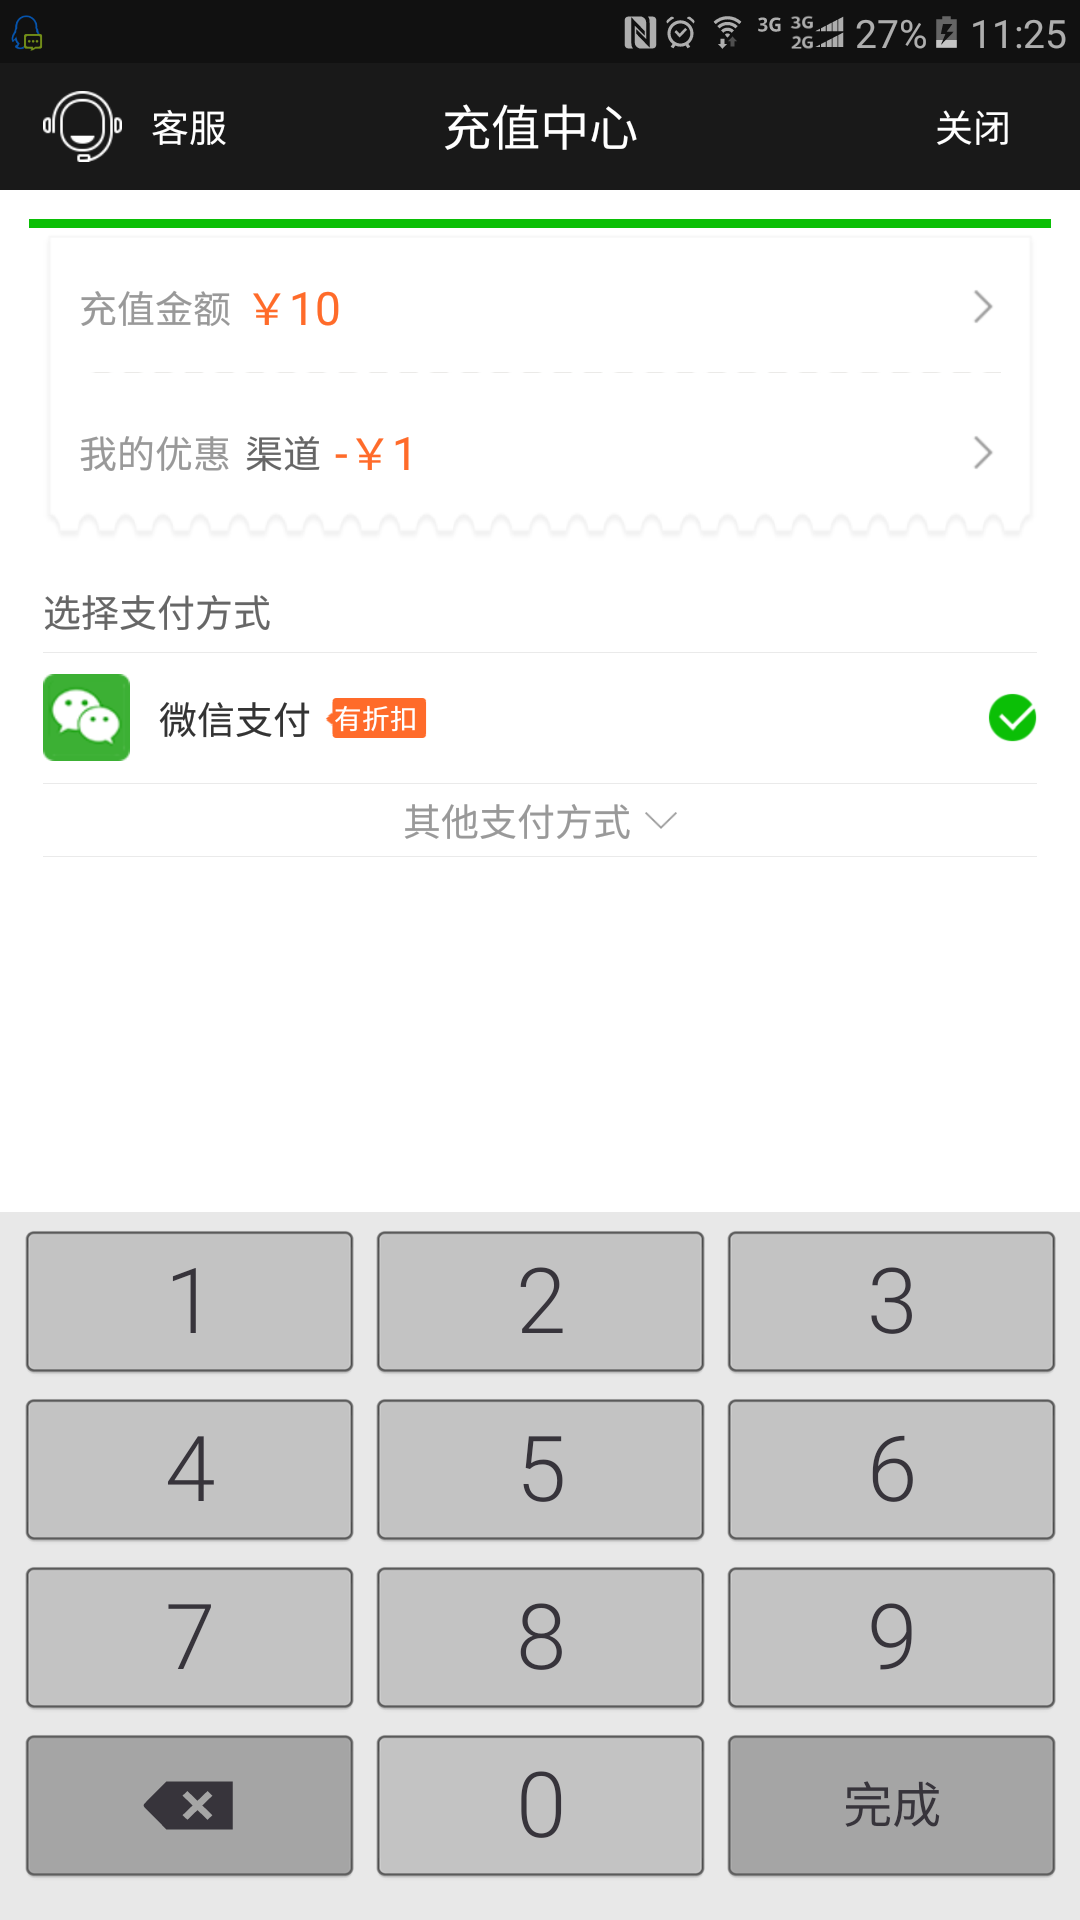 3G 3G 2G 27% 11:25
客服 充值中心 关闭
充值金额 ¥10
我的优惠 渠道 -¥1
选择支付方式
微信支付 有折扣
其他支付方式
1 2 3
4 5 6
7 8 9
0 完成